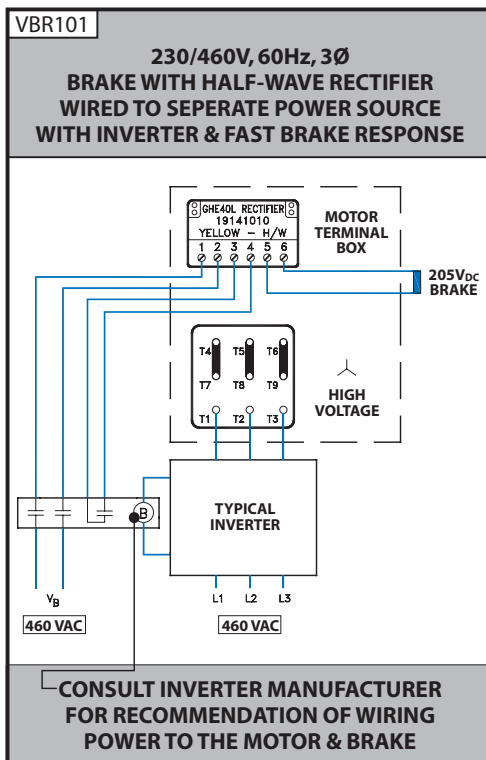 VBR101
230/460V, 60Hz, 3Ø
BRAKE WITH HALF-WAVE RECTIFIER
WIRED TO SEPERATE POWER SOURCE
WITH INVERTER & FAST BRAKE RESPONSE
GHE40L RECTIFIER
19141010
YELLOW - H/W
1 2 3 4 5 6
MOTOR
TERMINAL
BOX
205VDC
BRAKE
T4 T5 T6
T7 T8 T9
T1 T2 T3
HIGH
VOLTAGE
TYPICAL
INVERTER
B
VB
460 VAC
L1 L2 L3
460 VAC
CONSULT INVERTER MANUFACTURER
FOR RECOMMENDATION OF WIRING
POWER TO THE MOTOR & BRAKE